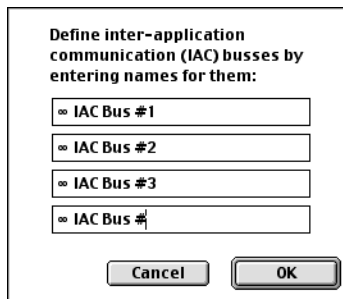 Define inter-application
communication (IAC) busses by
entering names for them:
∞ IAC Bus #1
∞ IAC Bus #2
∞ IAC Bus #3
∞ IAC Bus #
Cancel OK